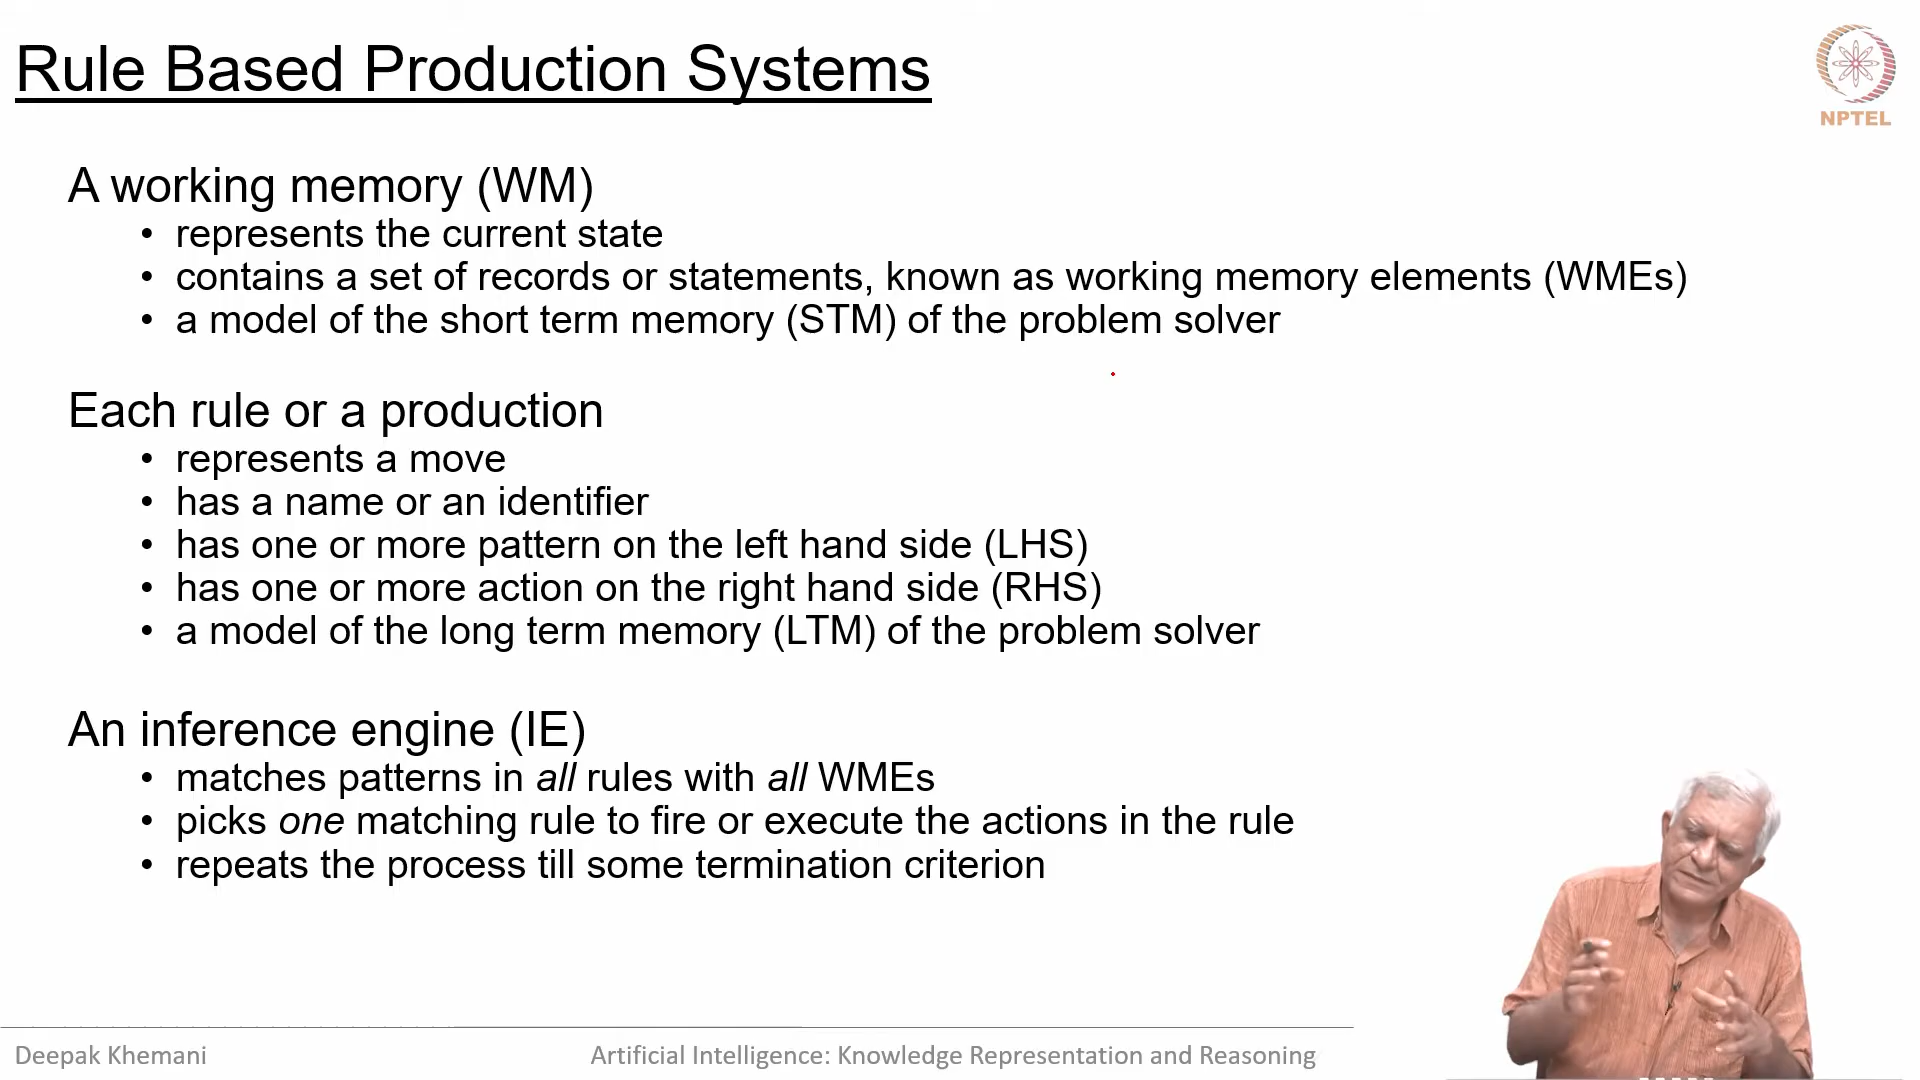 Rule Based Production Systems
NPTEL
A working memory (WM)
• represents the current state
• contains a set of records or statements, known as working memory elements (WMEs)
• a model of the short term memory (STM) of the problem solver
Each rule or a production
• represents a move
• has a name or an identifier
• has one or more pattern on the left hand side (LHS)
• has one or more action on the right hand side (RHS)
• a model of the long term memory (LTM) of the problem solver
An inference engine (IE)
• matches patterns in all rules with all WMEs
• picks one matching rule to fire or execute the actions in the rule
• repeats the process till some termination criterion
Deepak Khemani
Artificial Intelligence: Knowledge Representation and Reasoning